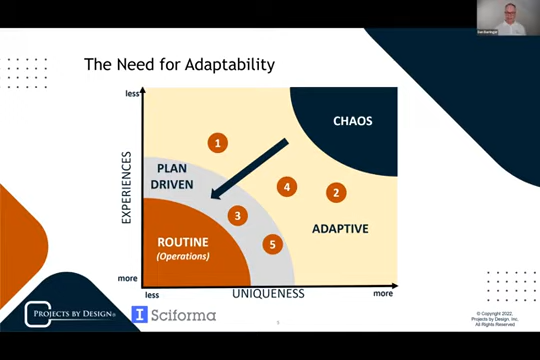 The Need for Adaptability
less
CHAOS
1
PLAN
DRIVEN
4
2
EXPERIENCES
3
ADAPTIVE
ROUTINE
(Operations)
5
more
less
UNIQUENESS
more
PROJECTS BY DESIGN®
Sciforma
© Copyright 2022,
Projects by Design, Inc.
All Rights Reserved.